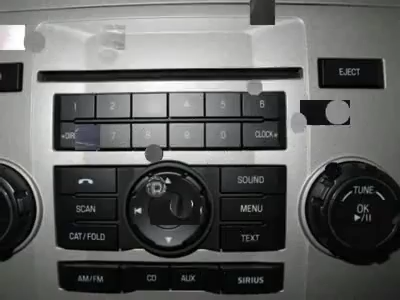 EJECT
1 2 4 5 6
DIR 7 8 9 0 CLOCK
SOUND
SCAN MENU
CAT/FOLD TEXT
AM/FM CD AUX SIRIUS
TUNE
OK